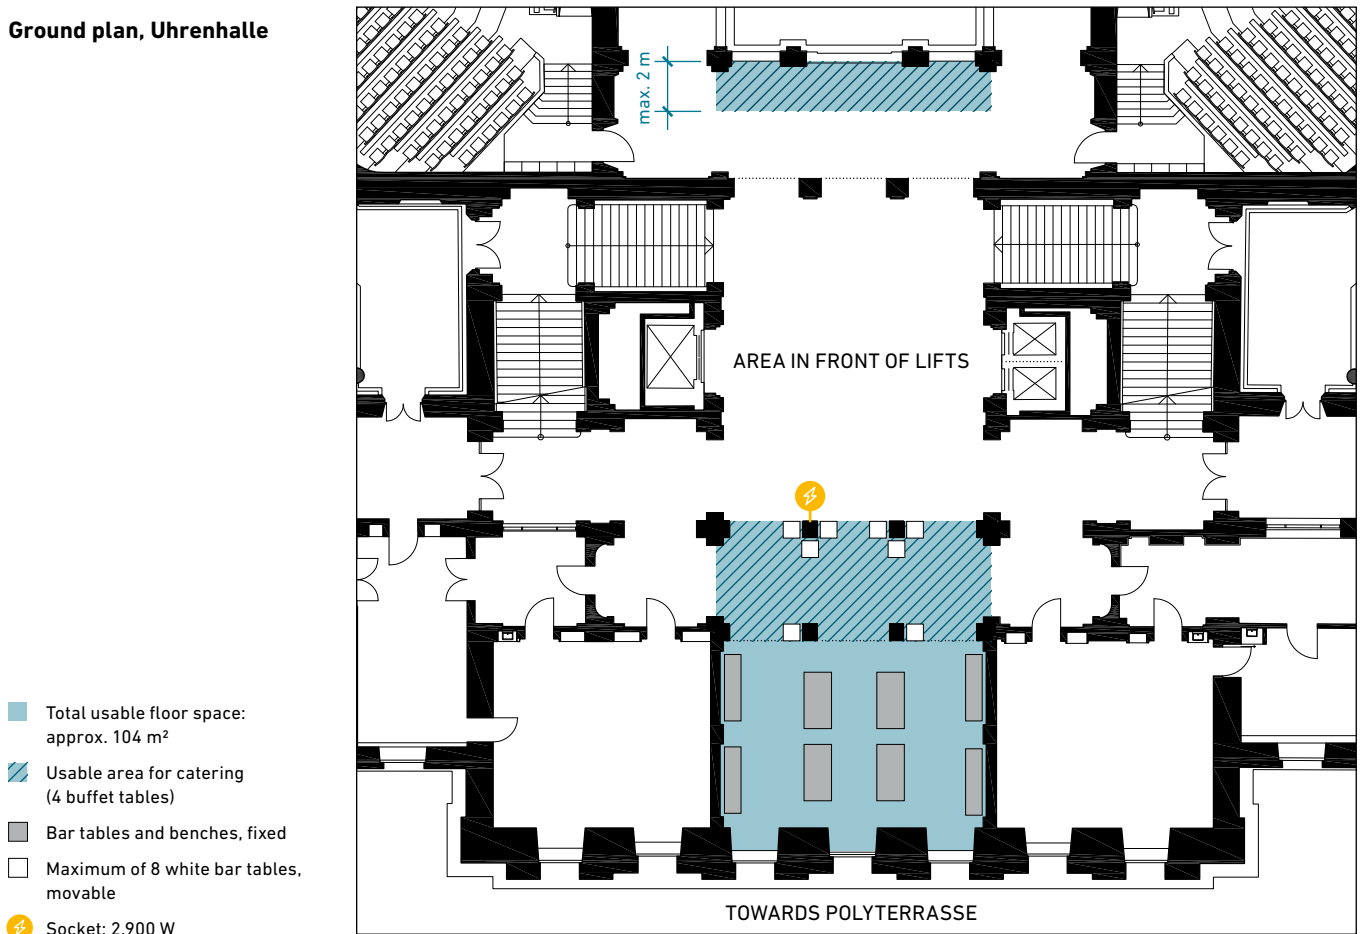 Ground plan, Uhrenhalle
max. 2 m
AREA IN FRONT OF LIFTS
Total usable floor space:
approx. 104 m²
Usable area for catering
(4 buffet tables)
Bar tables and benches, fixed
Maximum of 8 white bar tables,
movable
Socket: 2,900 W
TOWARDS POLYTERRASSE